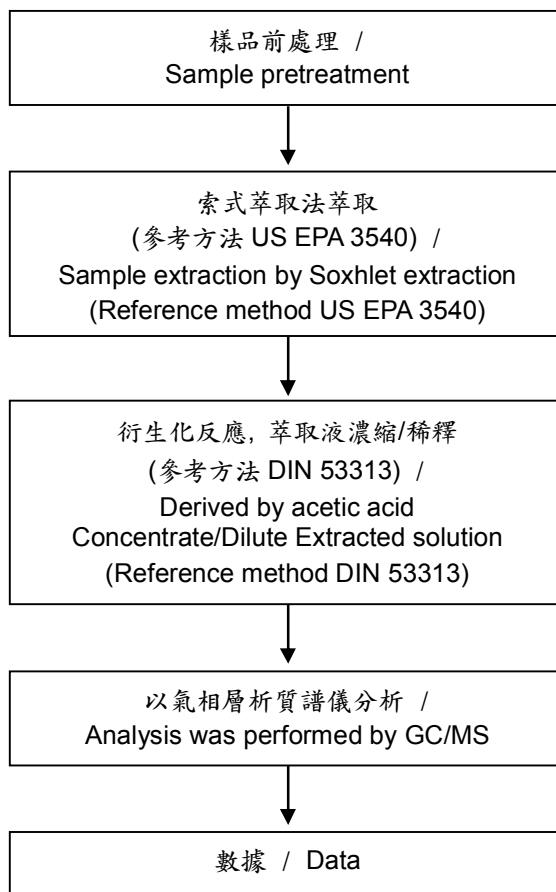 樣品前處理 /
Sample pretreatment
索式萃取法萃取
(參考方法 US EPA 3540) /
Sample extraction by Soxhlet extraction
(Reference method US EPA 3540)
衍生化反應, 萃取液濃縮/稀釋
(參考方法 DIN 53313) /
Derived by acetic acid
Concentrate/Dilute Extracted solution
(Reference method DIN 53313)
以氣相層析質譜儀分析 /
Analysis was performed by GC/MS
數據 / Data